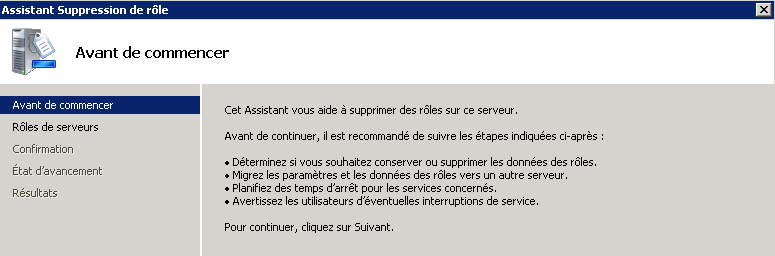 Assistant Suppression de rôle
Avant de commencer
Avant de commencer
Rôles de serveurs
Confirmation
État d'avancement
Résultats
Cet Assistant vous aide à supprimer des rôles sur ce serveur.
Avant de continuer, il est recommandé de suivre les étapes indiquées ci-après :
• Déterminez si vous souhaitez conserver ou supprimer les données des rôles.
• Migrez les paramètres et les données des rôles vers un autre serveur.
• Planifiez des temps d'arrêt pour les services concernés.
• Avertissez les utilisateurs d'éventuelles interruptions de service.
Pour continuer, cliquez sur Suivant.